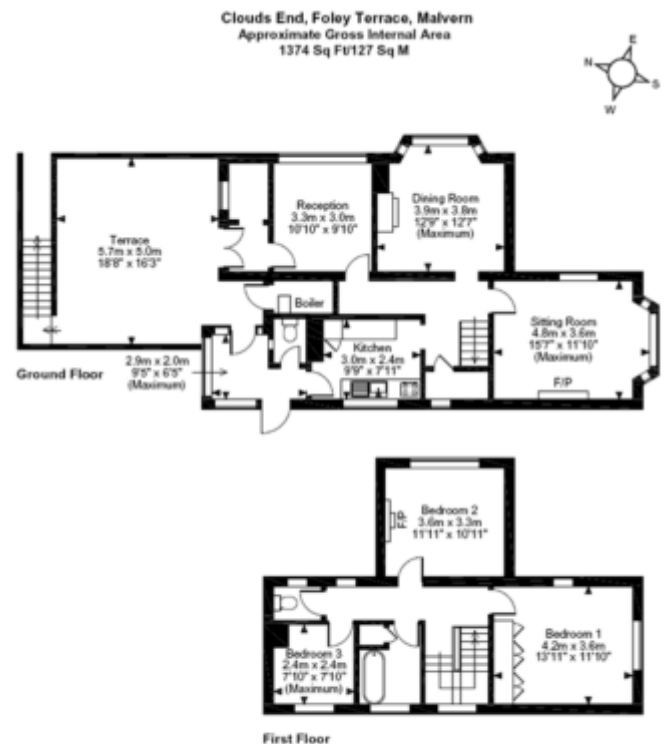 Clouds End, Foley Terrace, Malvern
Approximate Gross Internal Area
1374 Sq Ft/127 Sq M
E
N
S
W
Reception
3.3m x 3.0m
10'10" x 9'10"
Dining Room
3.9m x 3.8m
12'9" x 12'7"
(Maximum)
Terrace
5.7m x 5.0m
18'8" x 16'3"
Boiler
Sitting Room
4.8m x 3.6m
15'7" x 11'10"
(Maximum)
F/P
Kitchen
3.0m x 2.4m
9'9" x 7'11"
2.9m x 2.0m
9'5" x 6'5"
(Maximum)
Ground Floor
Bedroom 2
3.6m x 3.3m
11'11" x 10'11"
F/P
Bedroom 1
4.2m x 3.6m
13'11" x 11'10"
Bedroom 3
2.4m x 2.4m
7'10" x 7'10"
(Maximum)
First Floor